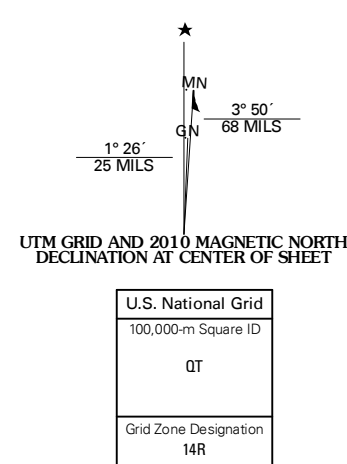 ★
MN
3° 50´
GN
68 MILS
1° 26´
25 MILS
UTM GRID AND 2010 MAGNETIC NORTH
DECLINATION AT CENTER OF SHEET
U.S. National Grid
100,000-m Square ID
QT
Grid Zone Designation
14R